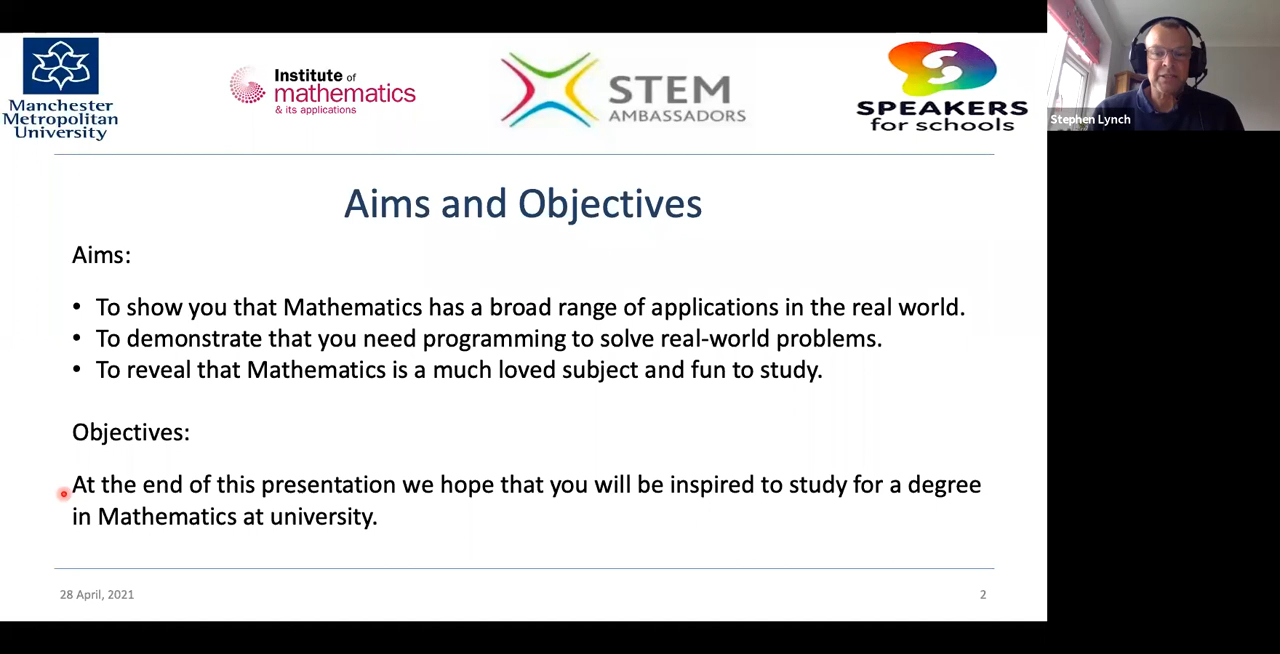 Manchester
Metropolitan
University
Institute of
mathematics
& its applications
STEM
AMBASSADORS
SPEAKERS
for schools
Stephen Lynch
Aims and Objectives
Aims:
• To show you that Mathematics has a broad range of applications in the real world.
• To demonstrate that you need programming to solve real-world problems.
• To reveal that Mathematics is a much loved subject and fun to study.
Objectives:
At the end of this presentation we hope that you will be inspired to study for a degree
in Mathematics at university.
28 April, 2021
2